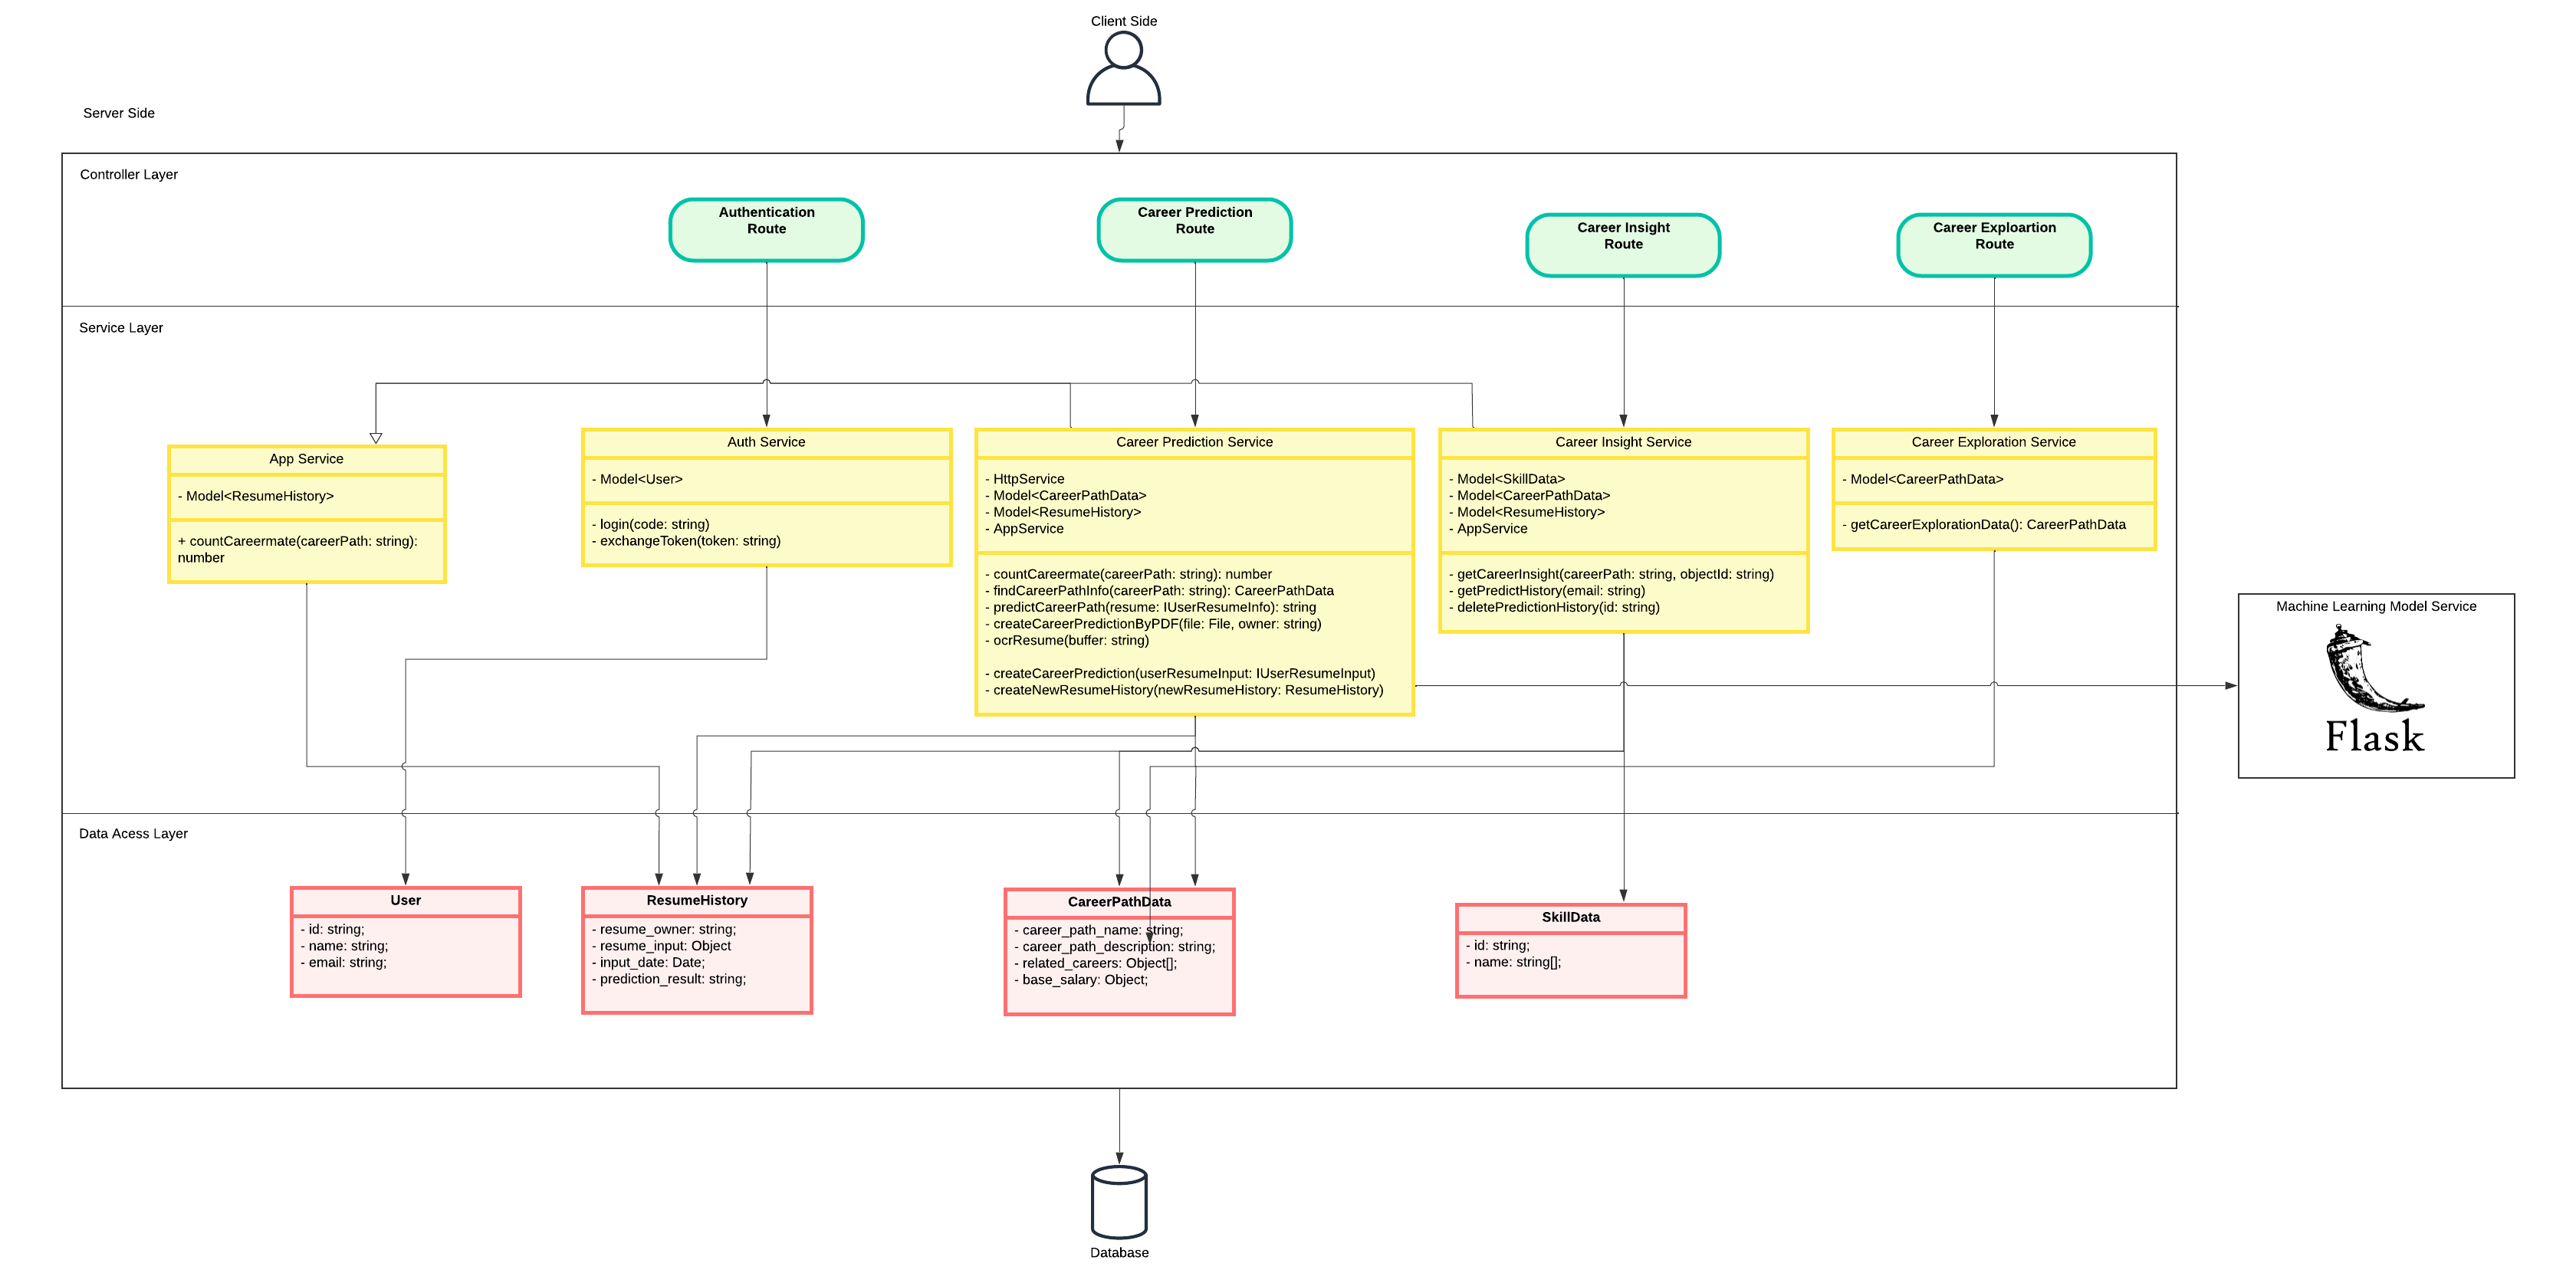 Client Side
Server Side
Controller Layer
Authentication
Route
Career Prediction
Route
Career Insight
Route
Career Exploartion
Route
Service Layer
App Service
- Model<ResumeHistory>
+ countCareermate(careerPath: string):
number
Auth Service
- Model<User>
- login(code: string)
- exchangeToken(token: string)
Career Prediction Service
- HttpService
- Model<CareerPathData>
- Model<ResumeHistory>
- AppService
- countCareermate(careerPath: string): number
- findCareerPathInfo(careerPath: string): CareerPathData
- predictCareerPath(resume: IUserResumeInfo): string
- createCareerPredictionByPDF(file: File, owner: string)
- ocrResume(buffer: string)
- createCareerPrediction(userResumeInput: IUserResumeInput)
- createNewResumeHistory(newResumeHistory: ResumeHistory)
Career Insight Service
- Model<SkillData>
- Model<CareerPathData>
- Model<ResumeHistory>
- AppService
- getCareerInsight(careerPath: string, objectId: string)
- getPredictHistory(email: string)
- deletePredictionHistory(id: string)
Career Exploration Service
- Model<CareerPathData>
- getCareerExplorationData(): CareerPathData
Machine Learning Model Service
Flask
Data Acess Layer
User
- id: string;
- name: string;
- email: string;
ResumeHistory
- resume_owner: string;
- resume_input: Object
- input_date: Date;
- prediction_result: string;
CareerPathData
- career_path_name: string;
- career_path_description: string;
- related_careers: Object[];
- base_salary: Object;
SkillData
- id: string;
- name: string[];
Database